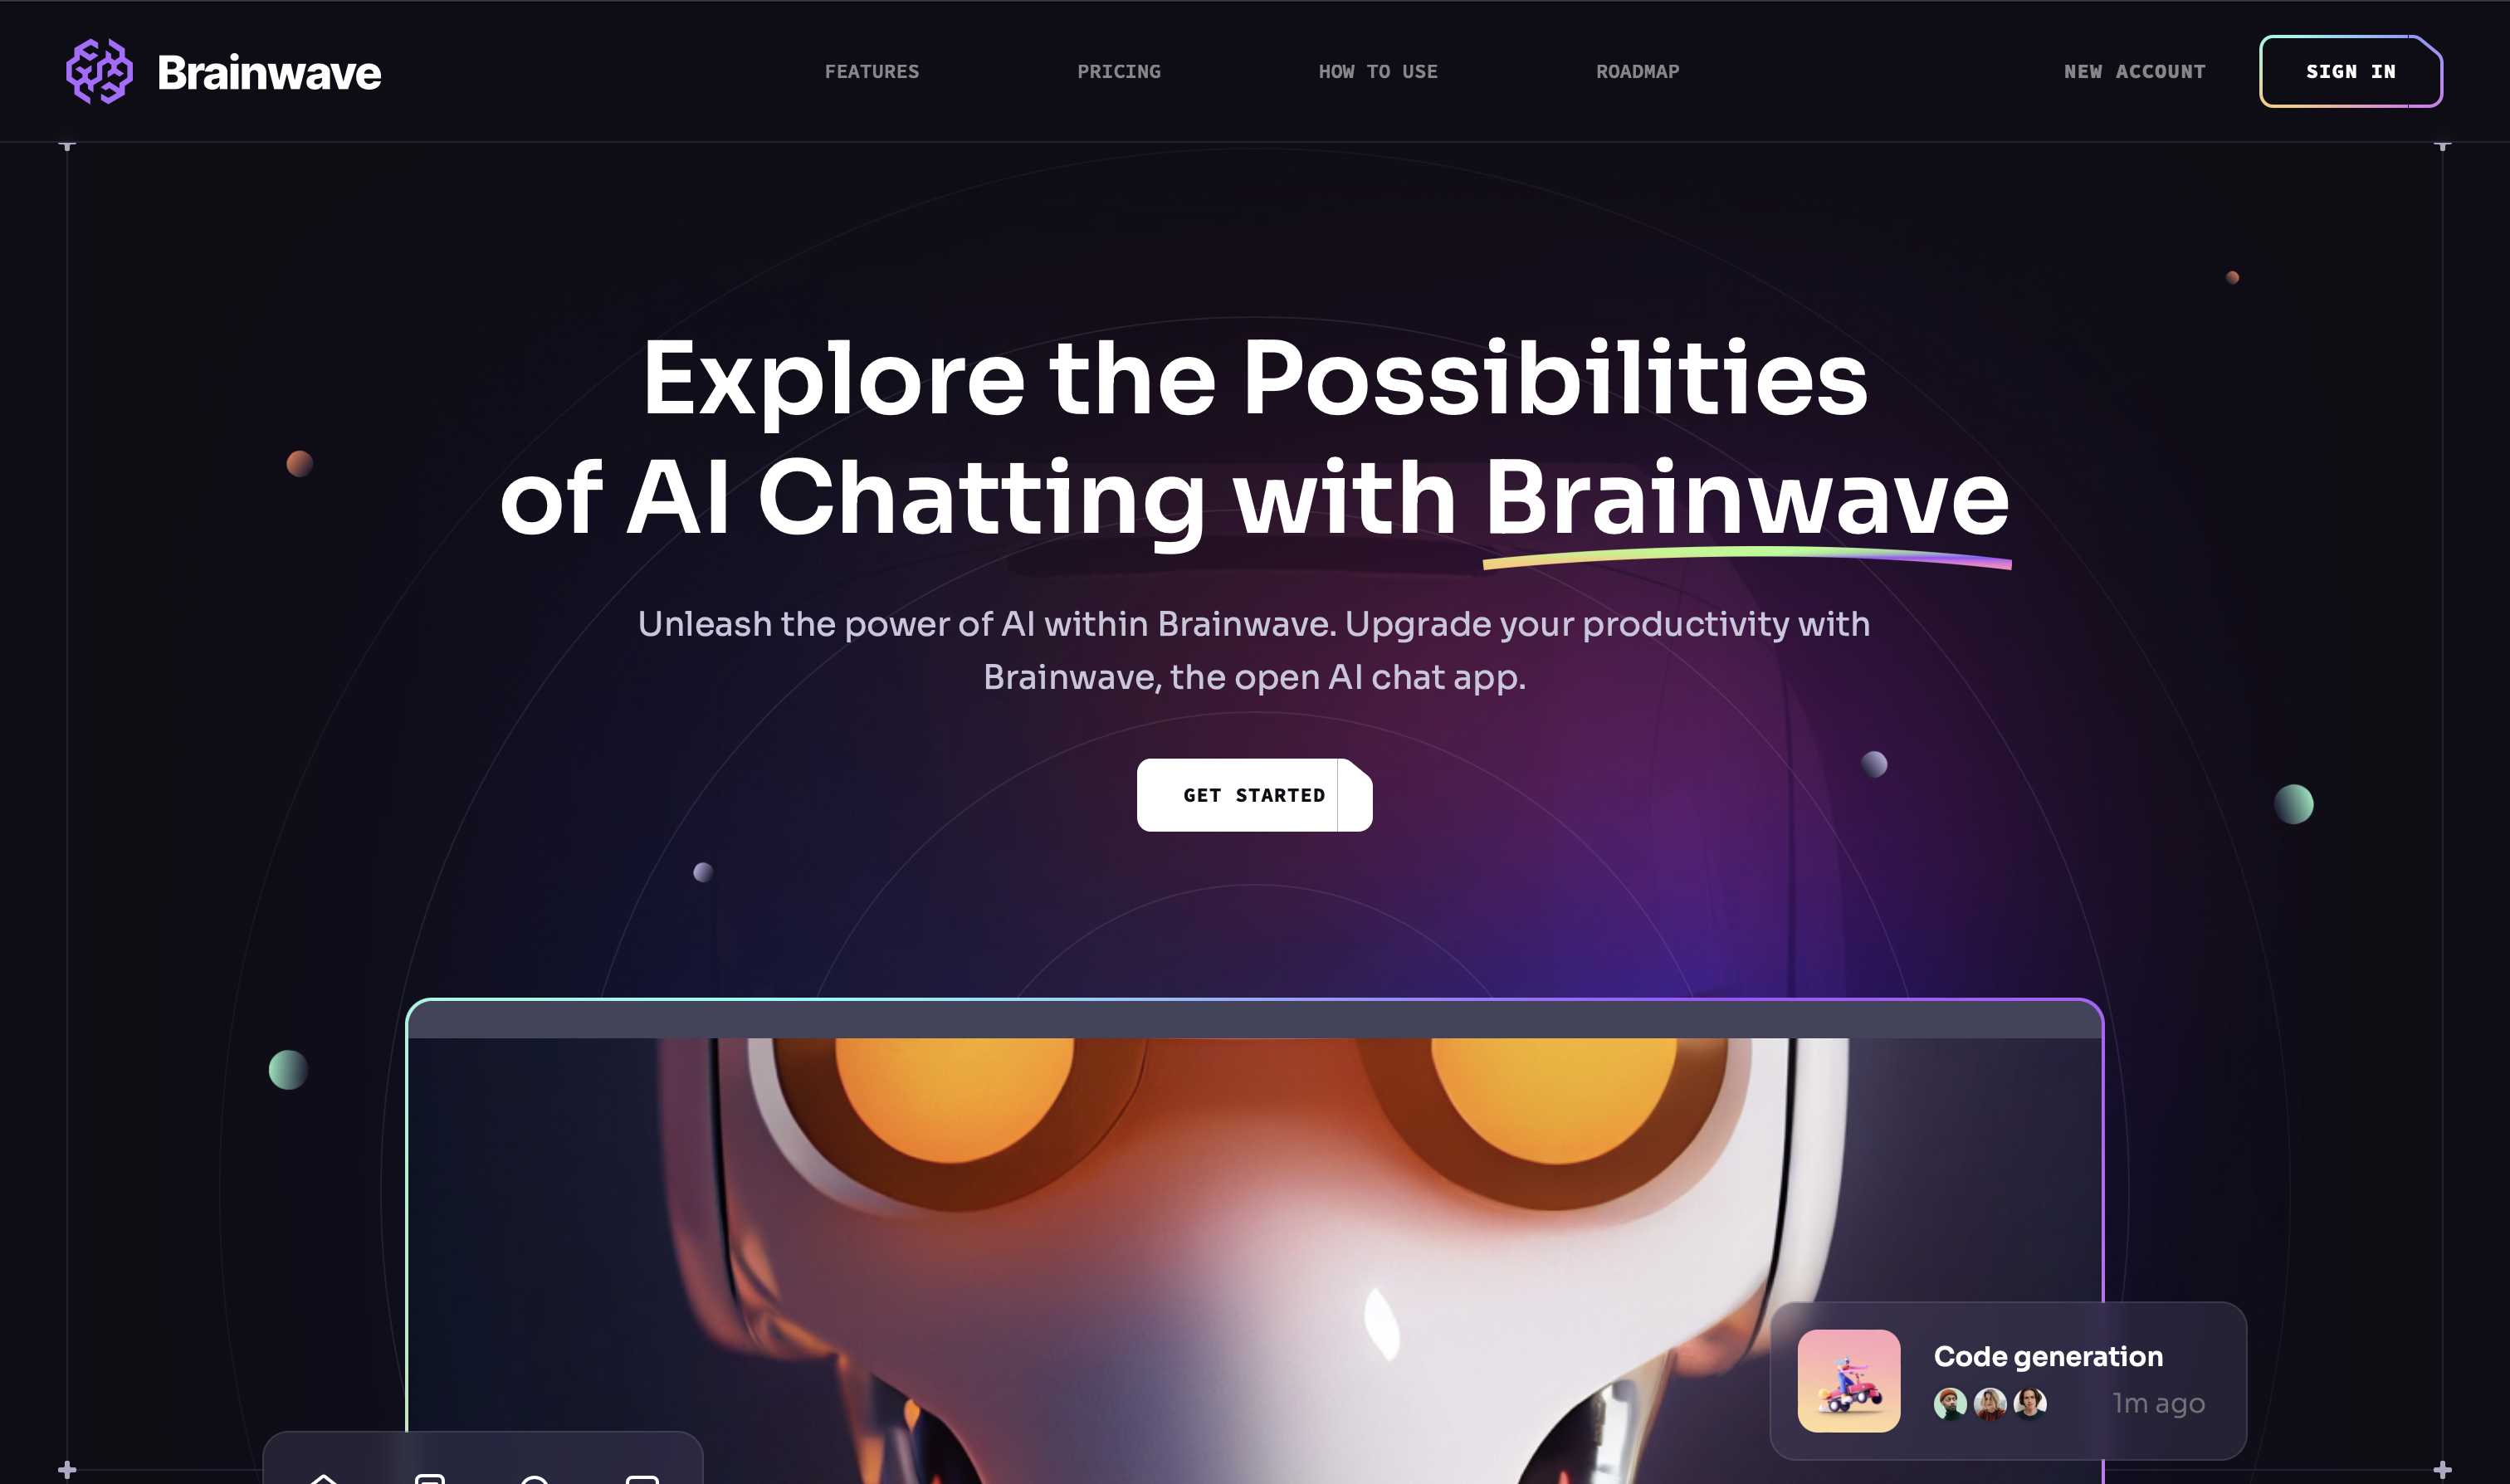 Brainwave
FEATURES
PRICING
HOW TO USE
ROADMAP
NEW ACCOUNT
SIGN IN
Explore the Possibilities
of AI Chatting with Brainwave
Unleash the power of AI within Brainwave. Upgrade your productivity with
Brainwave, the open AI chat app.
GET STARTED
Code generation
1m ago